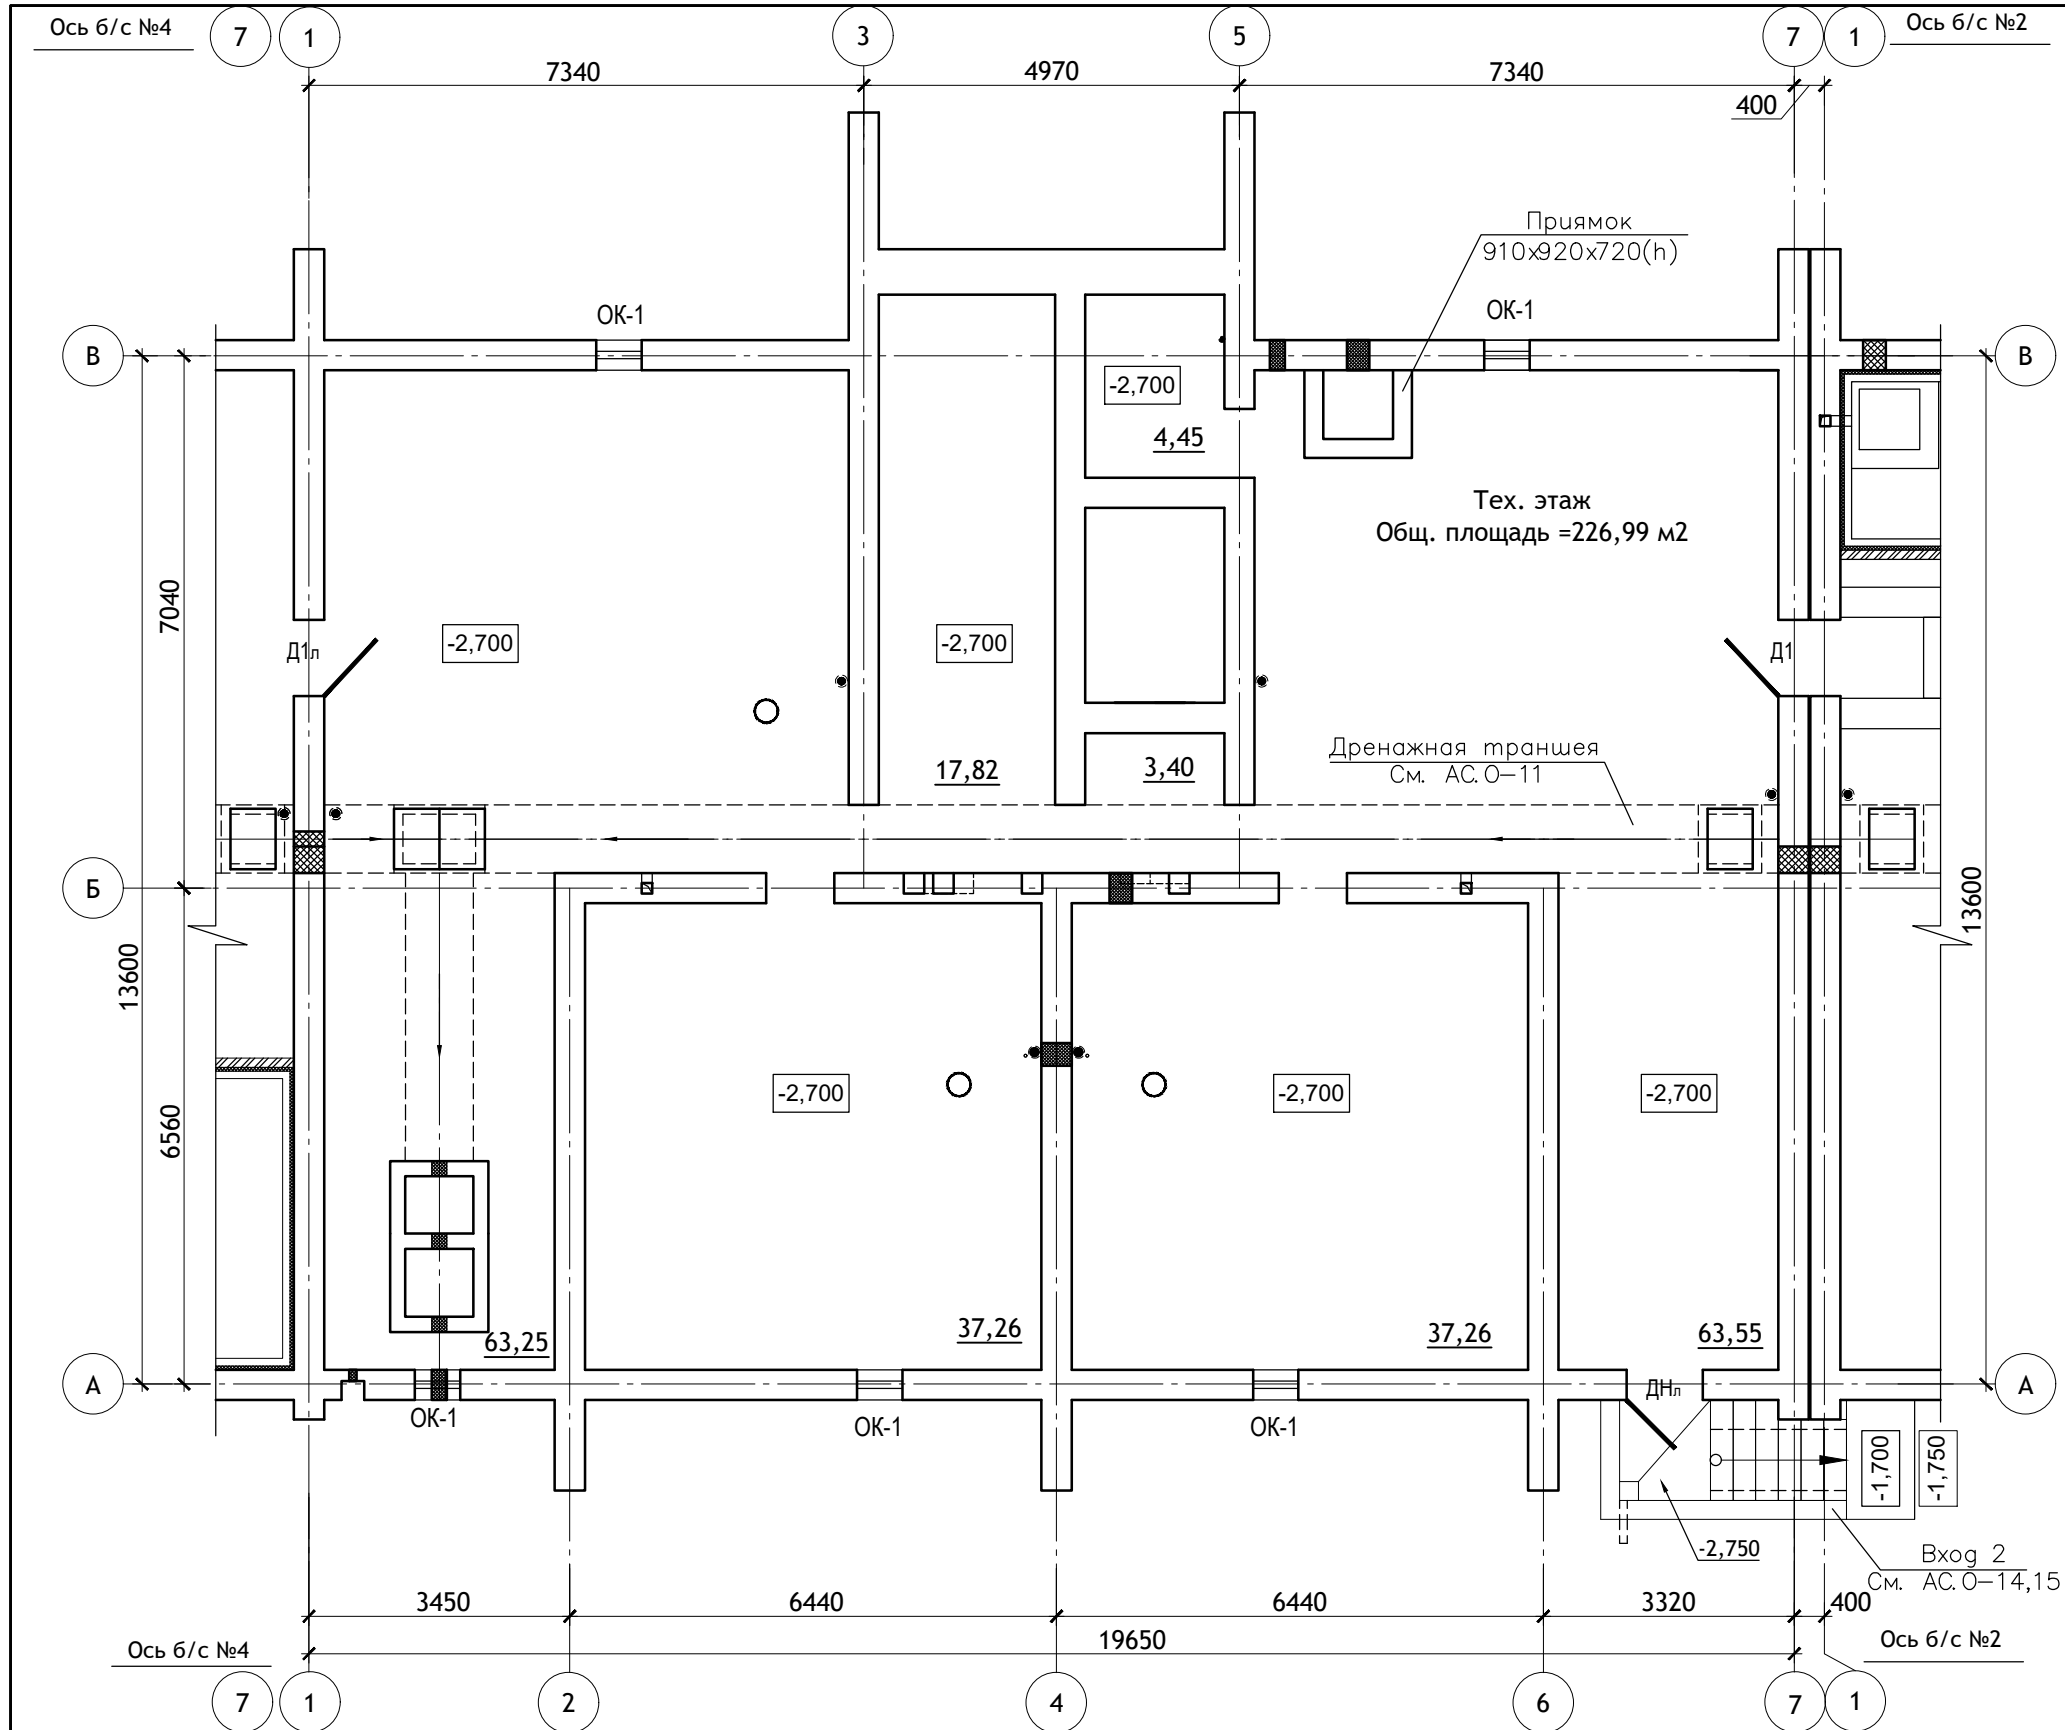 Ось б/с №4
7
1
3
5
7
1
Ось б/с №2
7340
4970
7340
400
Приямок
910х920х720(h)
ОК-1
ОК-1
В
В
-2,700
4,45
Тех. этаж
Общ. площадь =226,99 м2
7040
Д1л
-2,700
-2,700
Д1
Дренажная траншея
См. АС.О-11
17,82
3,40
Б
13600
13600
-2,700
-2,700
-2,700
6560
63,25
37,26
37,26
63,55
А
А
ДНл
ОК-1
ОК-1
ОК-1
-1,700
-1,750
-2,750
Вход 2
См. АС.О-14,15
3450
6440
6440
3320
400
19650
Ось б/с №4
Ось б/с №2
7
1
2
4
6
7
1